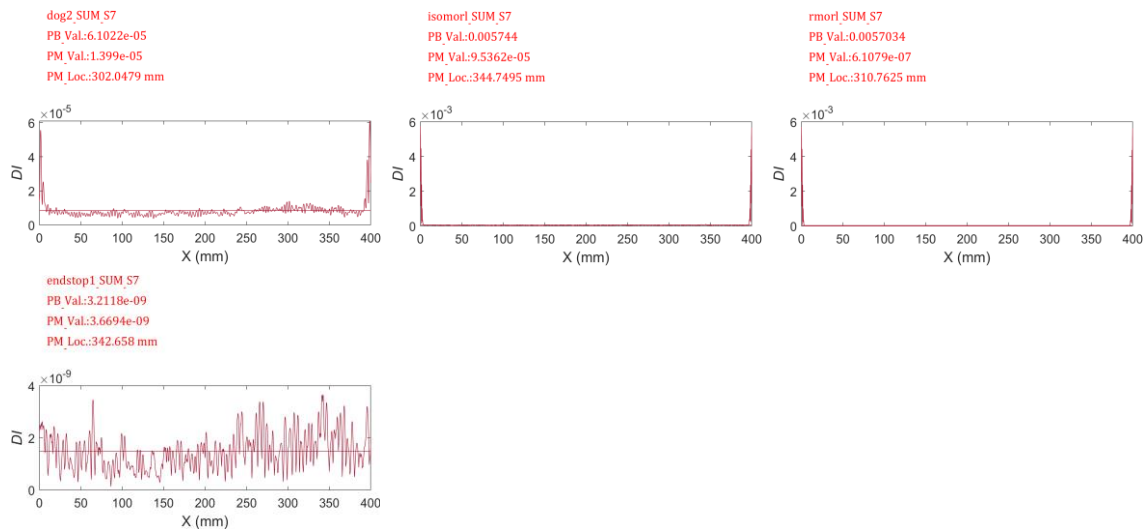 dog2_SUM_S7
PB_Val.:6.1022e-05
PM_Val.:1.399e-05
PM_Loc.:302.0479 mm
×10-5
6
4
2
0
DI
0 50 100 150 200 250 300 350 400
X (mm)
isomorl_SUM_S7
PB_Val.:0.005744
PM_Val.:9.5362e-05
PM_Loc.:344.7495 mm
×10-3
6
4
2
0
DI
0 50 100 150 200 250 300 350 400
X (mm)
rmorl_SUM_S7
PB_Val.:0.0057034
PM_Val.:6.1079e-07
PM_Loc.:310.7625 mm
×10-3
6
4
2
0
DI
0 50 100 150 200 250 300 350 400
X (mm)
endstop1_SUM_S7
PB_Val.:3.2118e-09
PM_Val.:3.6694e-09
PM_Loc.:342.658 mm
×10-9
4
2
0
DI
0 50 100 150 200 250 300 350 400
X (mm)